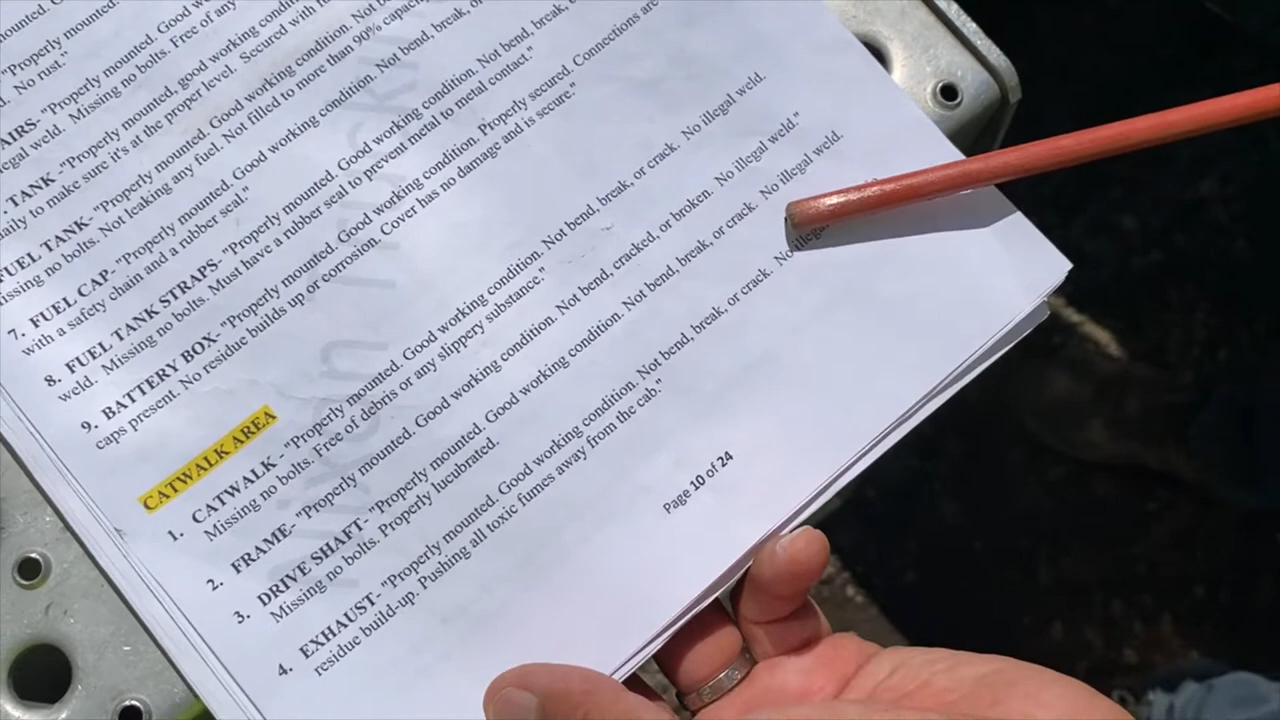 ounted.
"Properly mounted.
No rust."
AIRS- "Properly mounted. Good
egal weld. Missing no bolts. Free of any
TANK - "Properly mounted, good working condit
aily to make sure it's at the proper level. Secured with
FUEL TANK- "Properly mounted. Good working condition. Not b
issing no bolts. Not leaking any fuel. Not filled to more than 90% capaci
7. FUEL CAP- "Properly mounted. Good working condition. Not bend, break, o
with a safety chain and a rubber seal."
8. FUEL TANK STRAPS- "Properly mounted. Good working condition. Not bend, break,
weld. Missing no bolts. Must have a rubber seal to prevent metal to metal contact."
9. BATTERY BOX- "Properly mounted. Good working condition. Properly secured. Connections are
caps present. No residue builds up or corrosion. Cover has no damage and is secure."
CATWALK AREA
1. CATWALK - "Properly mounted. Good working condition. Not bend, break, or crack. No illegal weld.
Missing no bolts. Free of debris or any slippery substance."
2. FRAME- "Properly mounted. Good working condition. Not bend, cracked, or broken. No illegal weld."
3. DRIVE SHAFT- "Properly mounted. Good working condition. Not bend, break, or crack. No illegal weld.
Missing no bolts. Properly lucubrated.
4. EXHAUST- "Properly mounted. Good working condition. Not bend, break, or crack. No illegal
residue build-up. Pushing all toxic fumes away from the cab."
Page 10 of 24